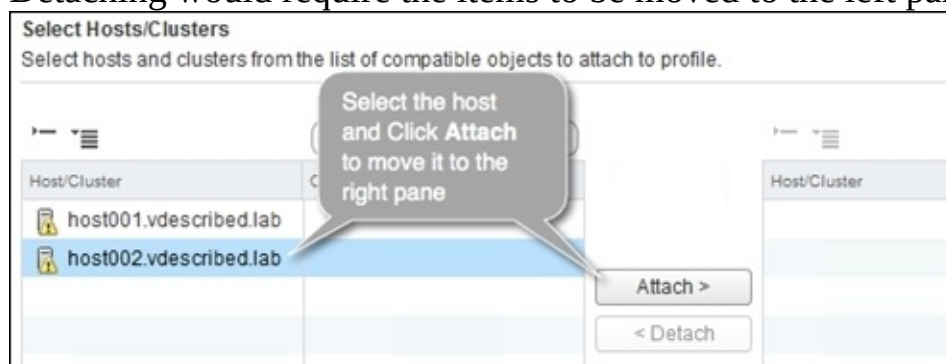 Detaching would require the items to be moved to the left pan
Select Hosts/Clusters
Select hosts and clusters from the list of compatible objects to attach to profile.
Select the host
and Click Attach
to move it to the
right pane
Host/Cluster
C
Host/Cluster
host001.vdescribed.lab
host002.vdescribed.lab
Attach >
< Detach